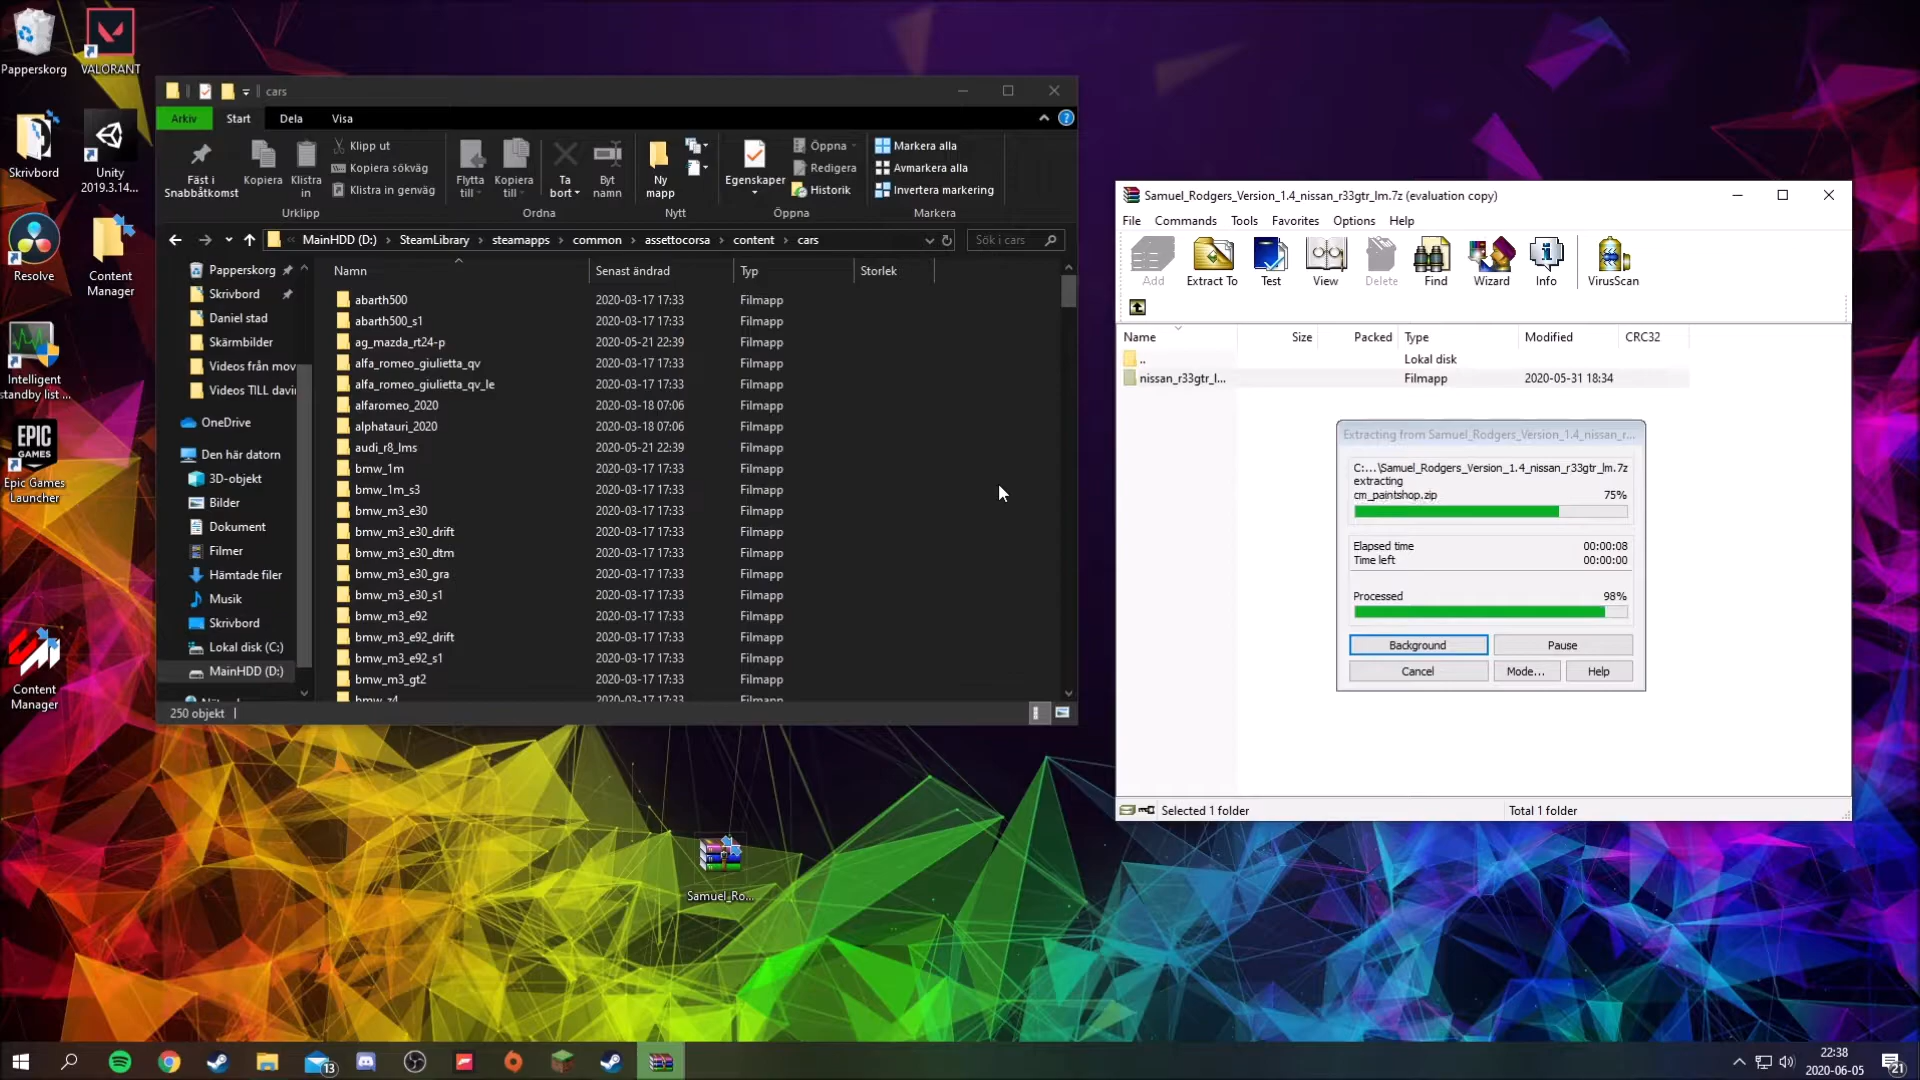 Papperskorg
VALORANT
Skrivbord
Unity
2019.3.14...
Resolve
Content
Manager
Intelligent
standby list ...
EPIC
GAMES
Epic Games
Launcher
Content
Manager
cars
Arkiv
Start
Dela
Visa
Fäst i
Snabbåtkomst
Kopiera
Klistra
in
Klipp ut
Kopiera sökväg
Klistra in genväg
Urklipp
Flytta
till
Kopiera
till
Ta
bort
Byt
namn
Ordna
Ny
mapp
Nytt
Egenskaper
Öppna
Redigera
Historik
Öppna
Markera alla
Avmarkera alla
Invertera markering
Markera
« MainHDD (D:) › SteamLibrary › steamapps › common › assettocorsa › content › cars
Sök i cars
Papperskorg
Skrivbord
Daniel stad
Skärmbilder
Videos från mov
Videos TILL davi
OneDrive
Den här datorn
3D-objekt
Bilder
Dokument
Filmer
Hämtade filer
Musik
Skrivbord
Lokal disk (C:)
MainHDD (D:)
Namn Senast ändrad Typ Storlek
abarth500 2020-03-17 17:33 Filmapp
abarth500_s1 2020-03-17 17:33 Filmapp
ag_mazda_rt24-p 2020-05-21 22:39 Filmapp
alfa_romeo_giulietta_qv 2020-03-17 17:33 Filmapp
alfa_romeo_giulietta_qv_le 2020-03-17 17:33 Filmapp
alfaromeo_2020 2020-03-18 07:06 Filmapp
alphatauri_2020 2020-03-18 07:06 Filmapp
audi_r8_lms 2020-05-21 22:39 Filmapp
bmw_1m 2020-03-17 17:33 Filmapp
bmw_1m_s3 2020-03-17 17:33 Filmapp
bmw_m3_e30 2020-03-17 17:33 Filmapp
bmw_m3_e30_drift 2020-03-17 17:33 Filmapp
bmw_m3_e30_dtm 2020-03-17 17:33 Filmapp
bmw_m3_e30_gra 2020-03-17 17:33 Filmapp
bmw_m3_e30_s1 2020-03-17 17:33 Filmapp
bmw_m3_e92 2020-03-17 17:33 Filmapp
bmw_m3_e92_drift 2020-03-17 17:33 Filmapp
bmw_m3_e92_s1 2020-03-17 17:33 Filmapp
bmw_m3_gt2 2020-03-17 17:33 Filmapp
bmw_z4 2020-03-17 17:33 Filmapp
250 objekt
Samuel_Rodgers_Version_1.4_nissan_r33gtr_lm.7z (evaluation copy)
File Commands Tools Favorites Options Help
Add
Extract To
Test
View
Delete
Find
Wizard
Info
VirusScan
Name Size Packed Type Modified CRC32
.. Lokal disk
nissan_r33gtr_l... Filmapp 2020-05-31 18:34
Extracting from Samuel_Rodgers_Version_1.4_nissan_r...
C:...\Samuel_Rodgers_Version_1.4_nissan_r33gtr_lm.7z
extracting
cm_paintshop.zip 75%
Elapsed time 00:00:08
Time left 00:00:00
Processed 98%
Background
Pause
Cancel
Mode...
Help
Selected 1 folder
Total 1 folder
Samuel_Ro...
13
22:38
2020-06-05
21